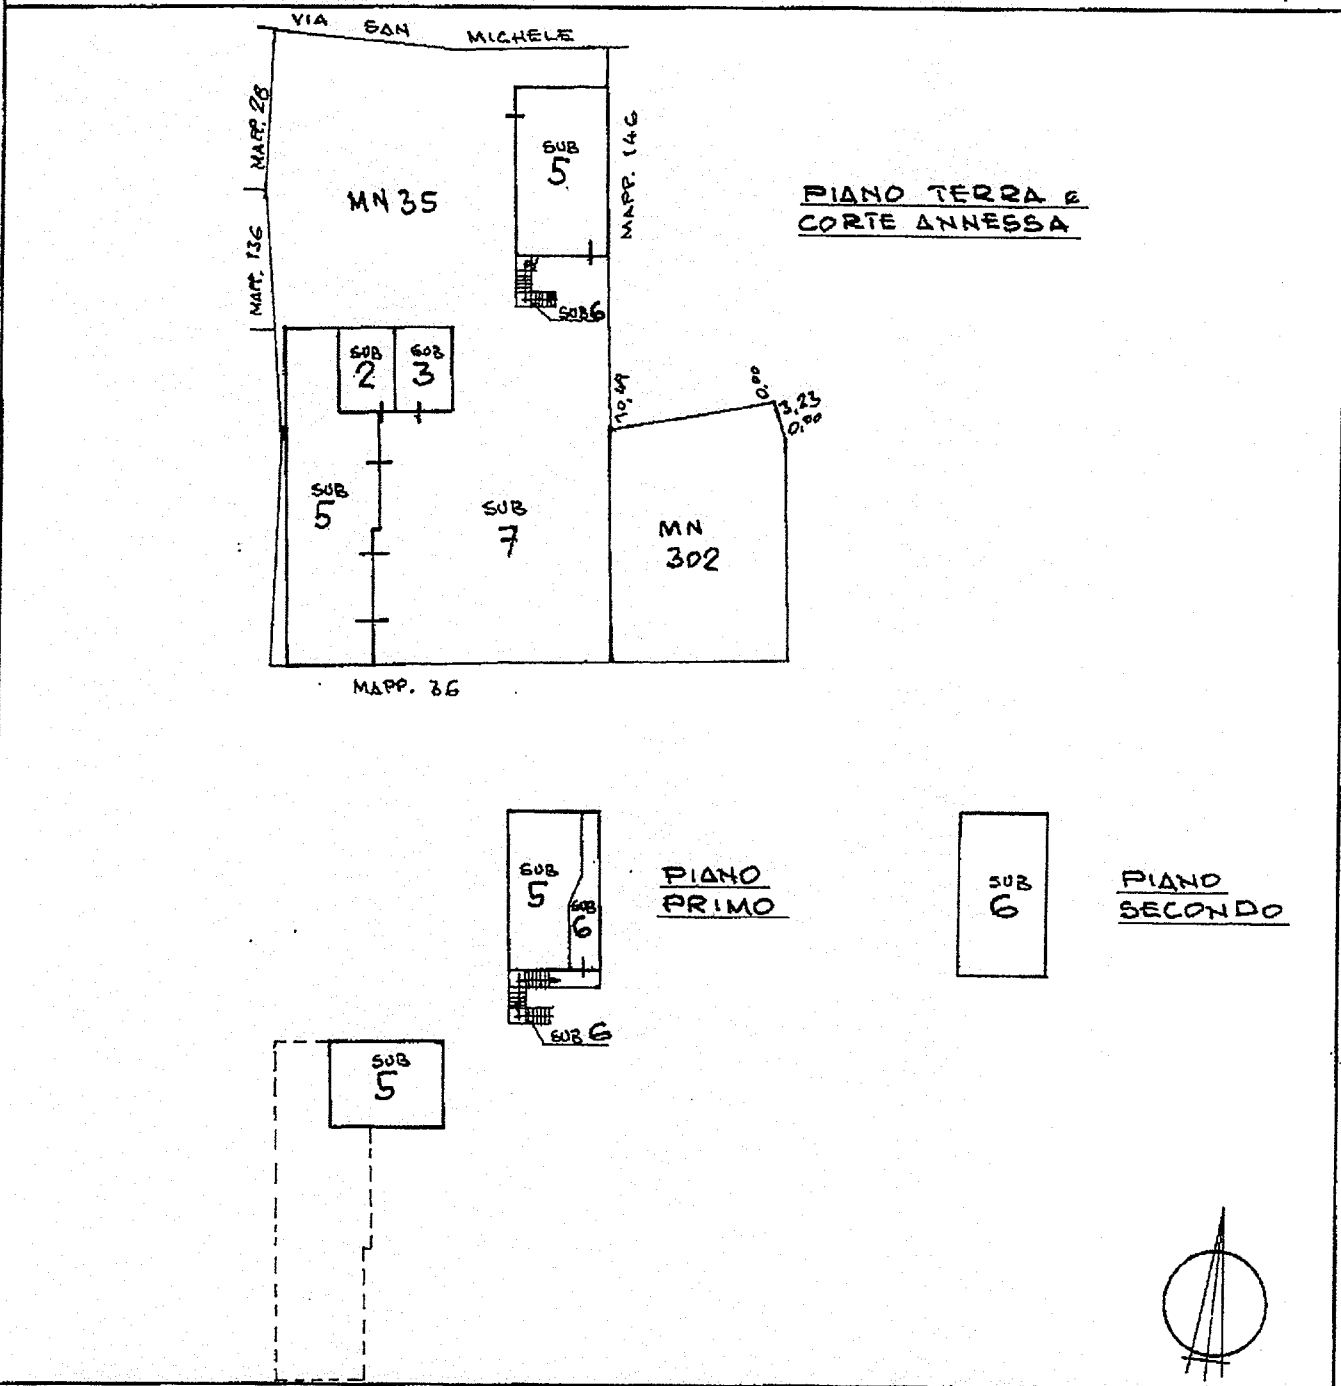 VIA SAN MICHELE
MAPP. 28
MAPP. 136
MN 35
SUB
5
MAPP. 146
SUB 6
PIANO TERRA E
CORTE ANNESSA
SUB
2
SUB
3
10,49
0,00
3,23
0,00
SUB
5
SUB
7
MN
302
MAPP. 36
SUB
5
SUB
6
SUB 6
PIANO
PRIMO
SUB
6
PIANO
SECONDO
SUB
5